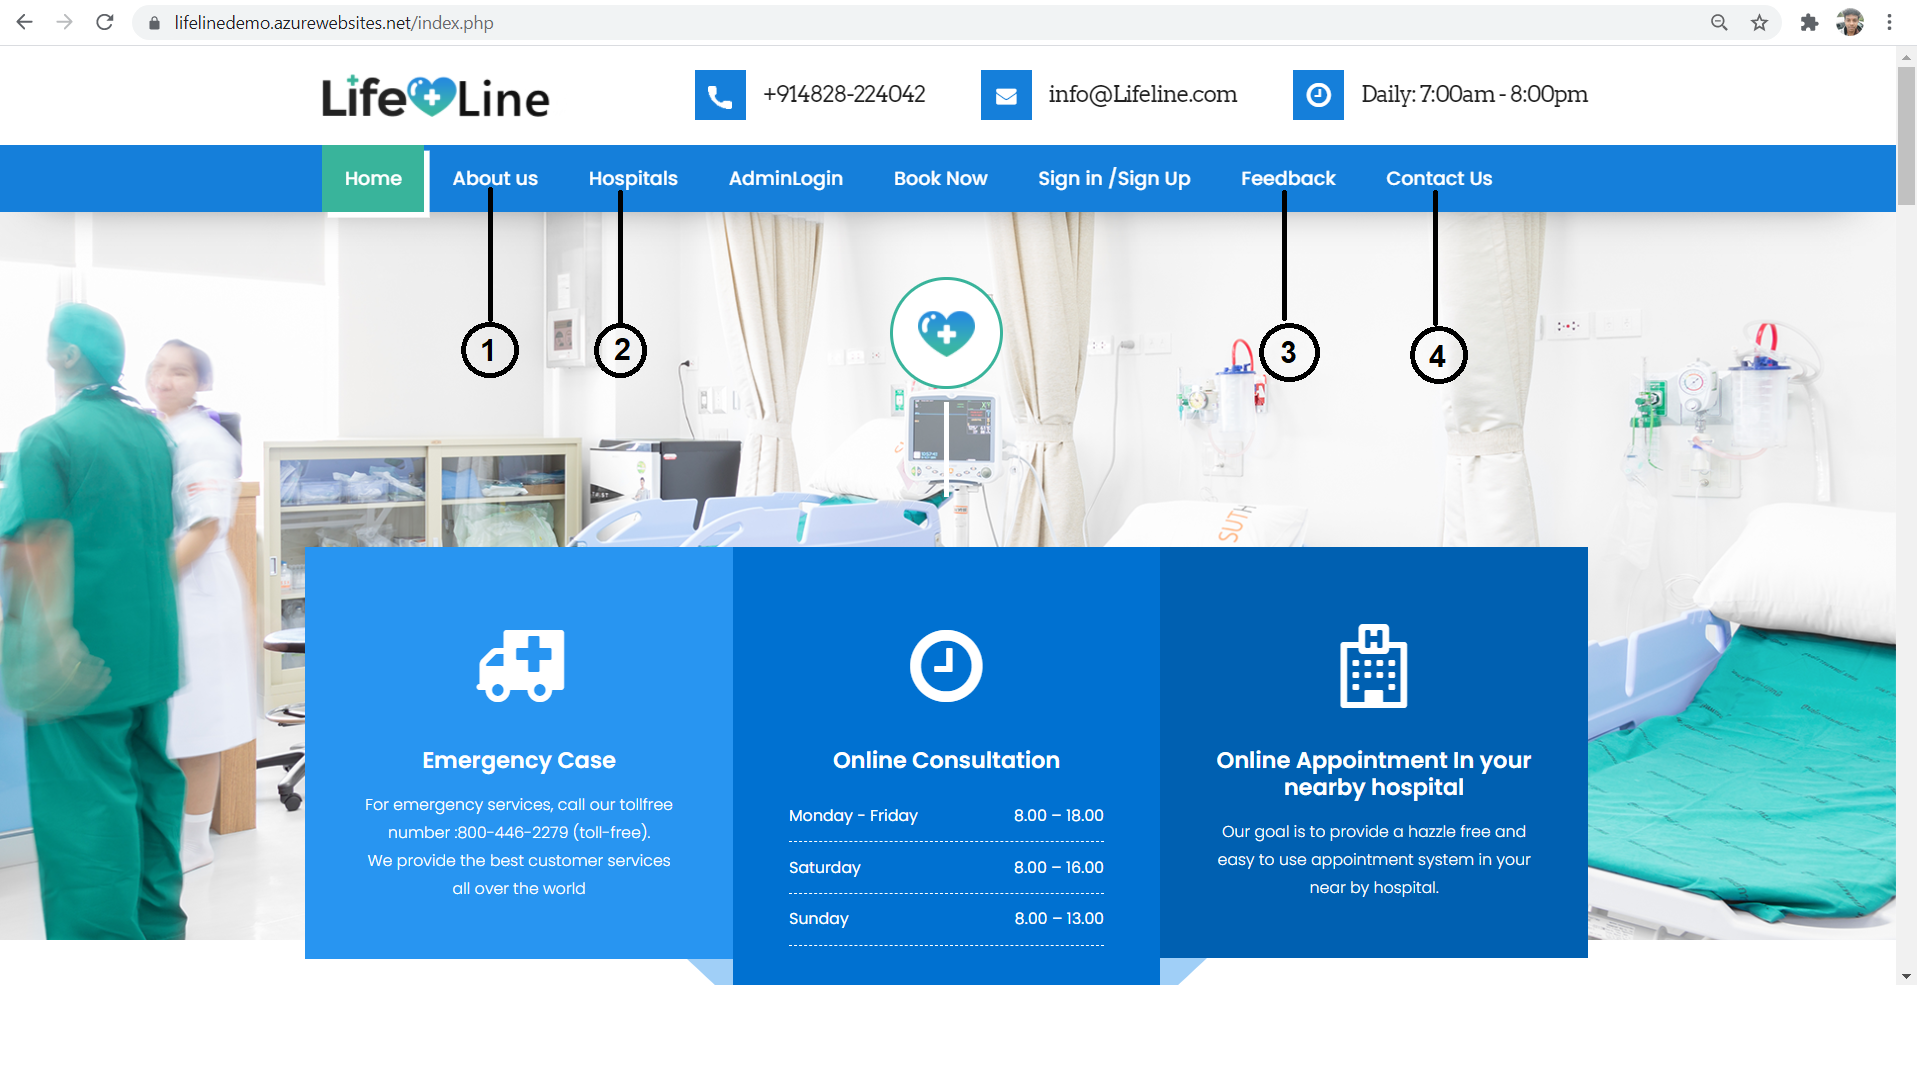 lifelinedemo.azurewebsites.net/index.php
Life Line
+914828-224042
info@Lifeline.com
Daily: 7:00am - 8:00pm
Home About us Hospitals AdminLogin Book Now Sign in /Sign Up Feedback Contact Us
1 2 3 4
SUTH
Emergency Case
For emergency services, call our tollfree
number :800-446-2279 (toll-free).
We provide the best customer services
all over the world
Online Consultation
Monday - Friday 8.00 – 18.00
Saturday 8.00 – 16.00
Sunday 8.00 – 13.00
Online Appointment In your
nearby hospital
Our goal is to provide a hazzle free and
easy to use appointment system in your
near by hospital.